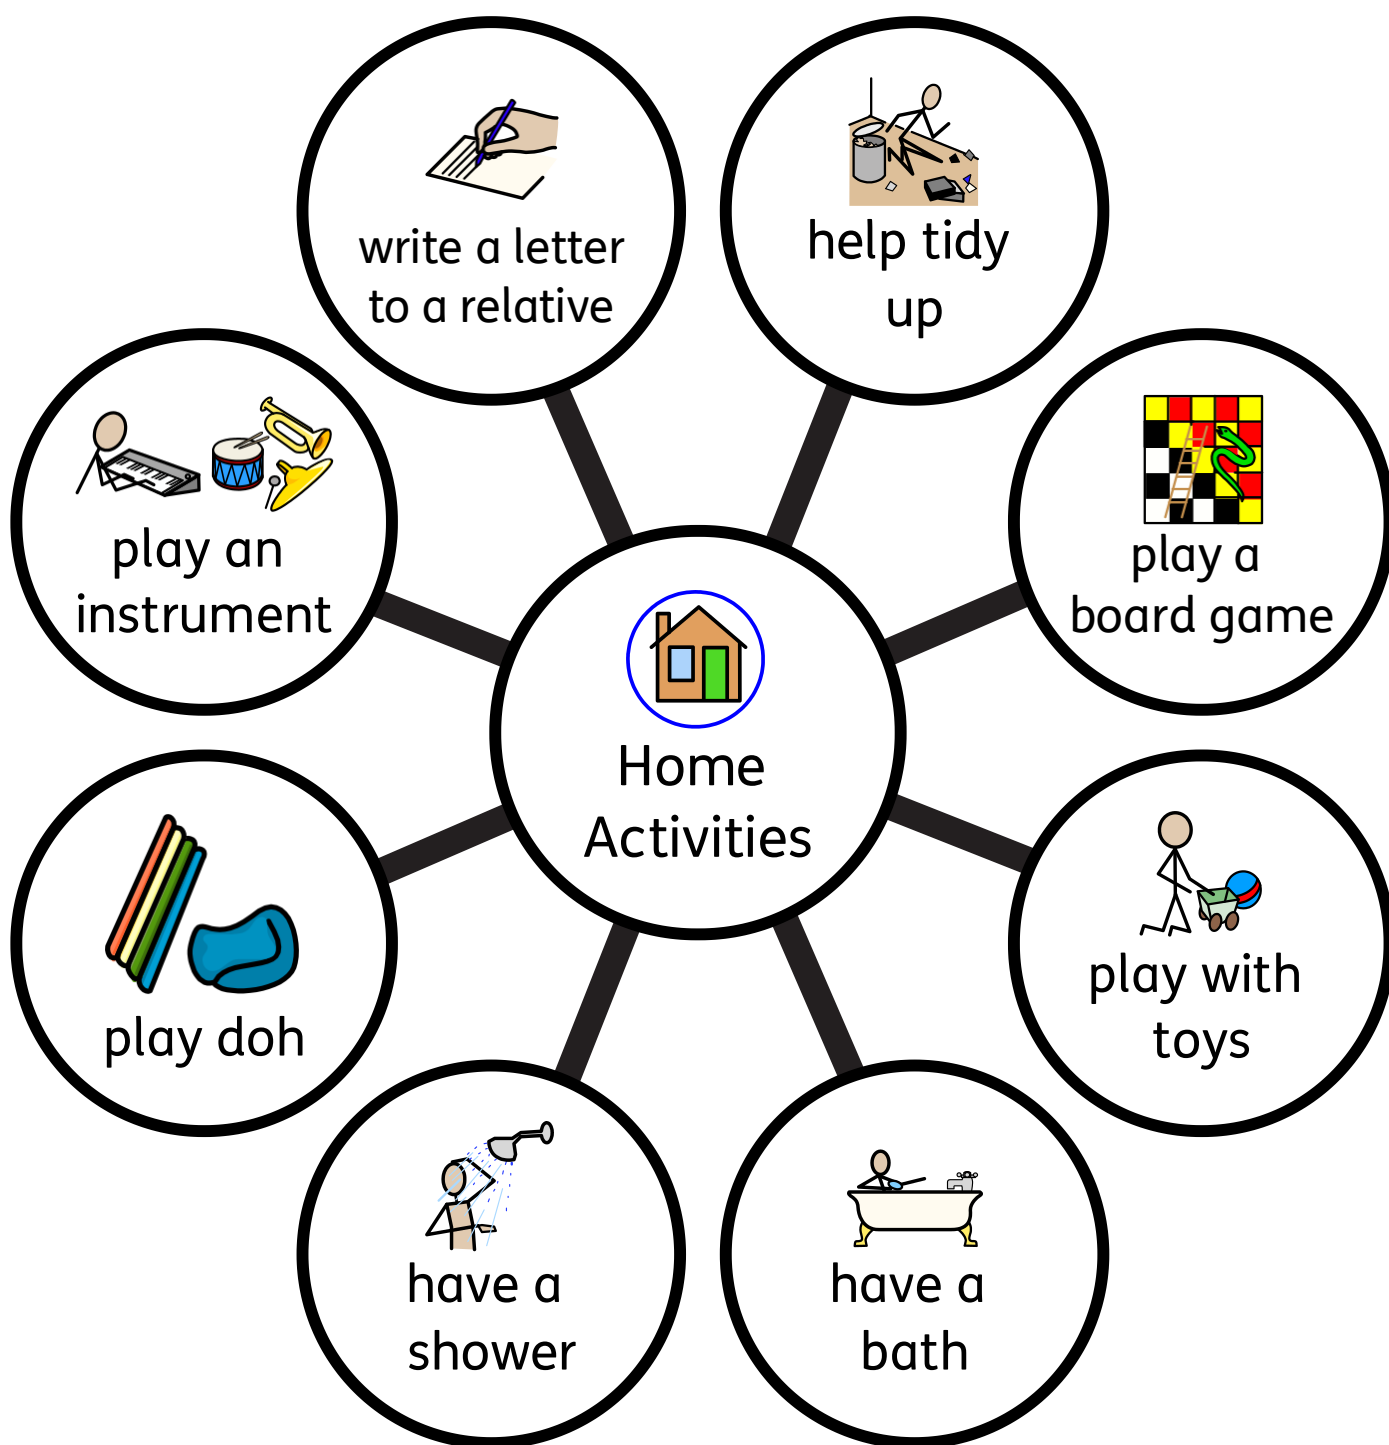 write a letter
to a relative
help tidy
up
play an
instrument
play a
board game
Home
Activities
play doh
play with
toys
have a
shower
have a
bath